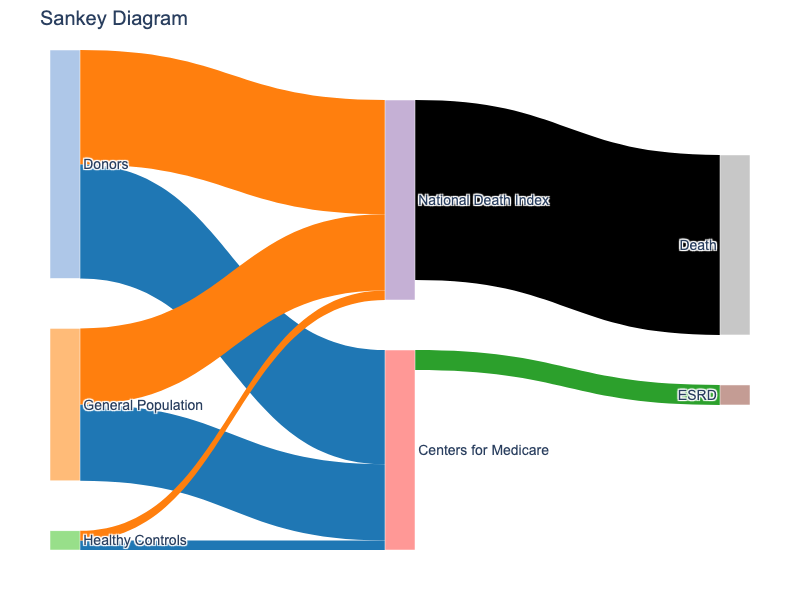 Sankey Diagram
Donors
National Death Index
Death
ESRD
General Population
Centers for Medicare
Healthy Controls